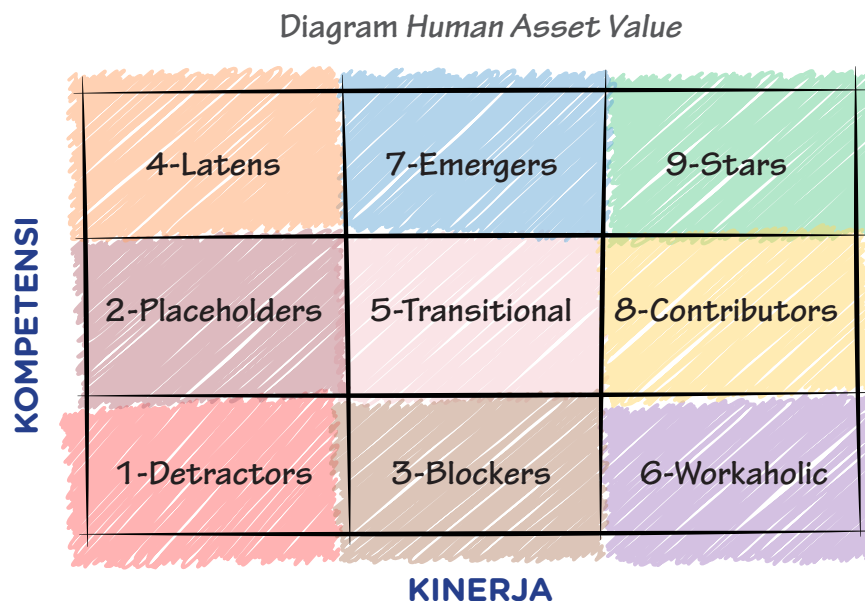 Diagram Human Asset Value
4-Latens
7-Emergers
9-Stars
KOMPETENSI
2-Placeholders
5-Transitional
8-Contributors
1-Detractors
3-Blockers
6-Workaholic
KINERJA